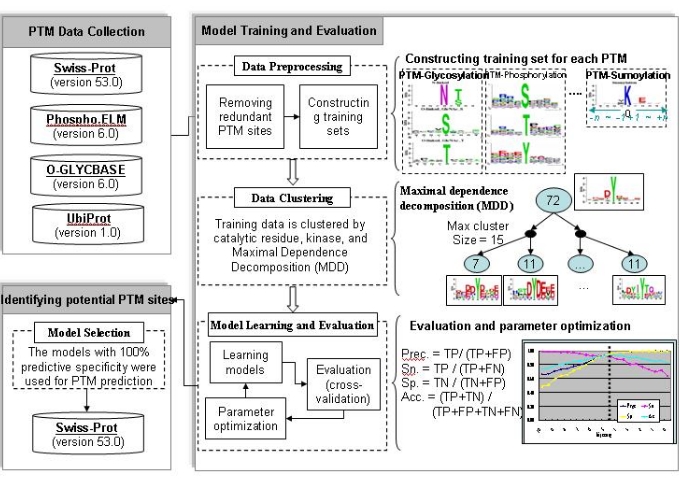 PTM Data Collection
Swiss-Prot
(version 53.0)
Phospho.ELM
(version 6.0)
O-GLYCBASE
(version 6.0)
UbiProt
(version 1.0)
Identifying potential PTM sites
Model Selection
The models with 100%
predictive specificity were
used for PTM prediction
Swiss-Prot
(version 53.0)
Model Training and Evaluation
Data Preprocessing
Removing
redundant
PTM sites
Constructin
g training
sets
Constructing training set for each PTM
PTM-Glycosylation
PTM-Phosphorylation
PTM-Sumoylation
N
S
T
S
T
Y
....
K
-n ~ -1 0 +1 ~ +n
Data Clustering
Training data is clustered by
catalytic residue, kinase, and
Maximal Dependence
Decomposition (MDD)
Maximal dependence
decomposition (MDD)
Max cluster
Size = 15
72
7
11
...
11
...
Model Learning and Evaluation
Learning
models
Evaluation
(cross-
validation)
Parameter
optimization
Evaluation and parameter optimization
Prec. = TP/ (TP+FP)
Sn. = TP / (TP+FN)
Sp. = TN / (TN+FP)
Acc. = (TP+TN) /
(TP+FP+TN+FN)